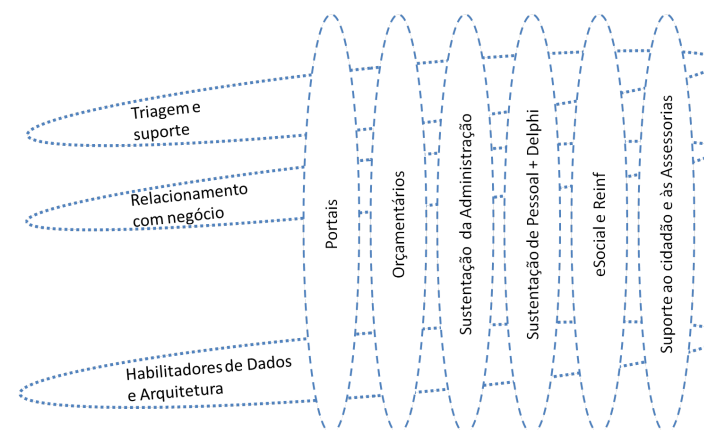 Triagem e
suporte
Relacionamento
com negócio
Habilitadores de Dados
e Arquitetura
Portais
Orçamentários
Sustentação da Administração
Sustentação de Pessoal + Delphi
eSocial e Reinf
Suporte ao cidadão e às Assessorias